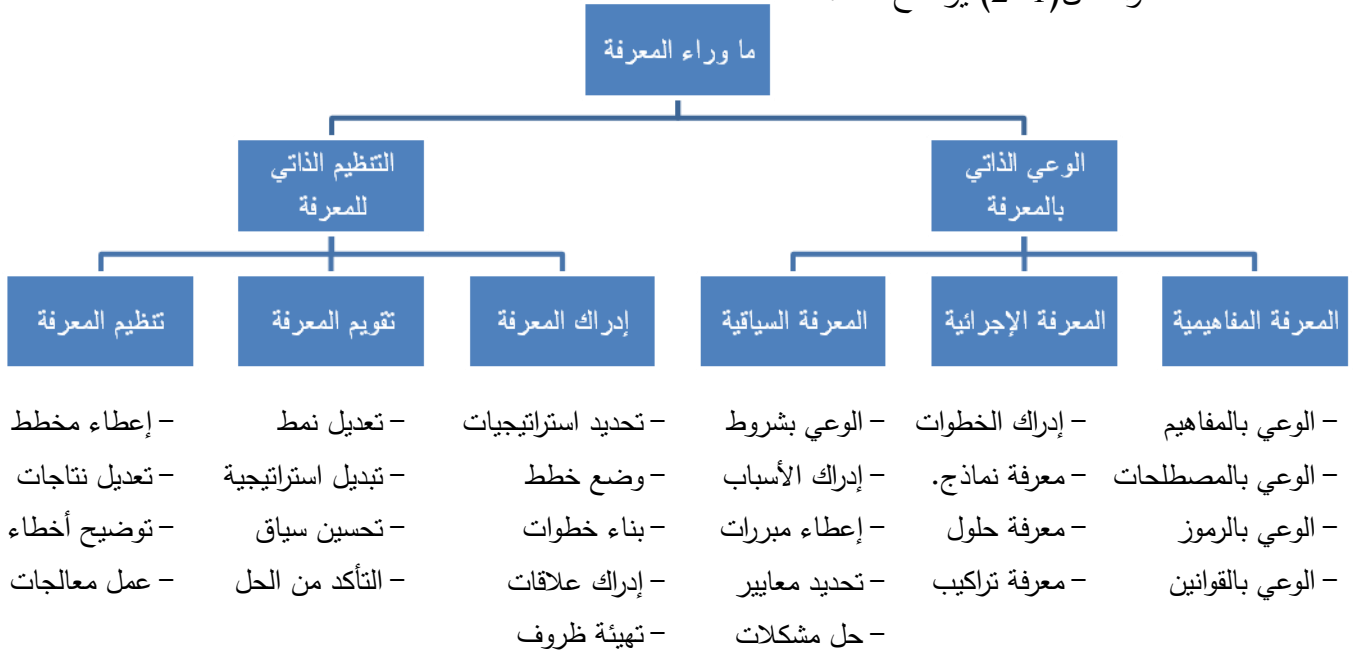 (2-1)
ما وراء المعرفة
الوعي الذاتي
بالمعرفة
التنظيم الذاتي
للمعرفة
المعرفة المفاهيمية
المعرفة الإجرائية
المعرفة السياقية
إدراك المعرفة
تقويم المعرفة
تنظيم المعرفة
– الوعي بالمفاهيم
– الوعي بالمصطلحات
– الوعي بالرموز
– الوعي بالقوانين
– إدراك الخطوات
– معرفة نماذج.
– معرفة حلول
– معرفة تراكيب
– الوعي بشروط
– إدراك الأسباب
– إعطاء مبررات
– تحديد معايير
– حل مشكلات
– تحديد استراتيجيات
– وضع خطط
– بناء خطوات
– إدراك علاقات
– تهيئة ظروف
– تعديل نمط
– تبديل استراتيجية
– تحسين سياق
– التأكد من الحل
– إعطاء مخطط
– تعديل نتاجات
– توضيح أخطاء
– عمل معالجات